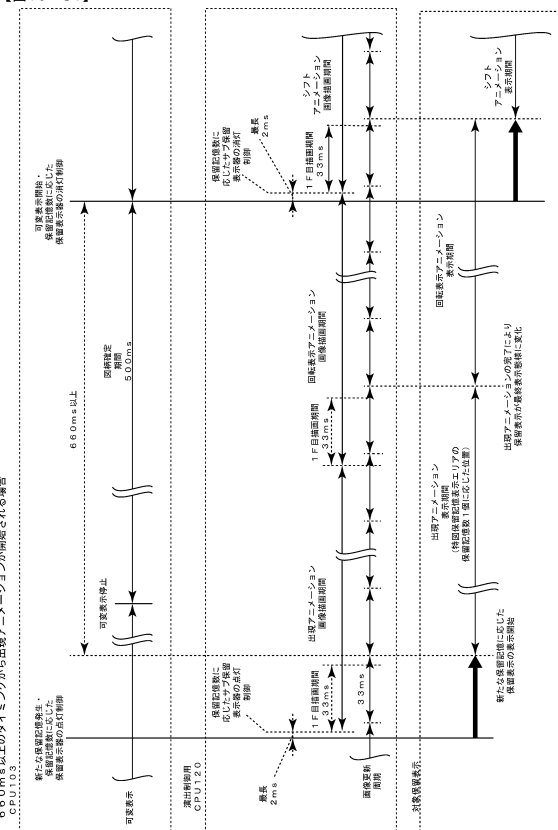 660ms以上のタイミングから出現アニメーションが開始される場合
CPU103
新たな保留記憶発生・
保留記憶数に応じた
保留表示器の点灯制御
可変表示
可変表示停止
660ms以上
図柄確定
期間
500ms
可変表示開始・
保留記憶数に応じた
保留表示器の消灯制御
演出制御用
CPU120
最長
2ms
保留記憶数に
応じたサブ保留
表示器の点灯
制御
1F目描画期間
33ms
出現アニメーション
画像描画期間
1F目描画期間
33ms
回転表示アニメーション
画像描画期間
保留記憶数に
応じたサブ保留
表示器の消灯
制御
最長
2ms
1F目描画期間
33ms
シフト
アニメーション
画像描画期間
画像更新
周期
33ms
対象保留表示
新たな保留記憶に応じた
保留表示の表示開始
出現アニメーション
表示期間
(特図保留記憶表示エリアの
保留記憶数1個に応じた位置)
出現アニメーションの完了により
保留表示が最終表示態様に変化
回転表示アニメーション
表示期間
シフト
アニメーション
表示期間